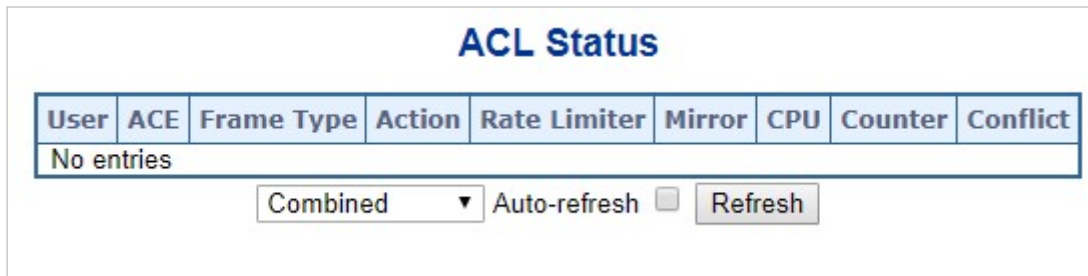 ACL Status
User ACE Frame Type Action Rate Limiter Mirror CPU Counter Conflict
No entries
Combined Auto-refresh Refresh